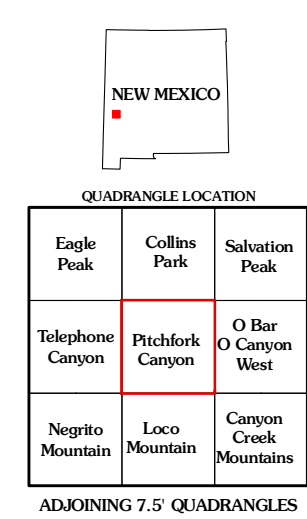 NEW MEXICO
QUADRANGLE LOCATION
Eagle
Peak
Collins
Park
Salvation
Peak
Telephone
Canyon
Pitchfork
Canyon
O Bar
O Canyon
West
Negrito
Mountain
Loco
Mountain
Canyon
Creek
Mountains
ADJOINING 7.5' QUADRANGLES